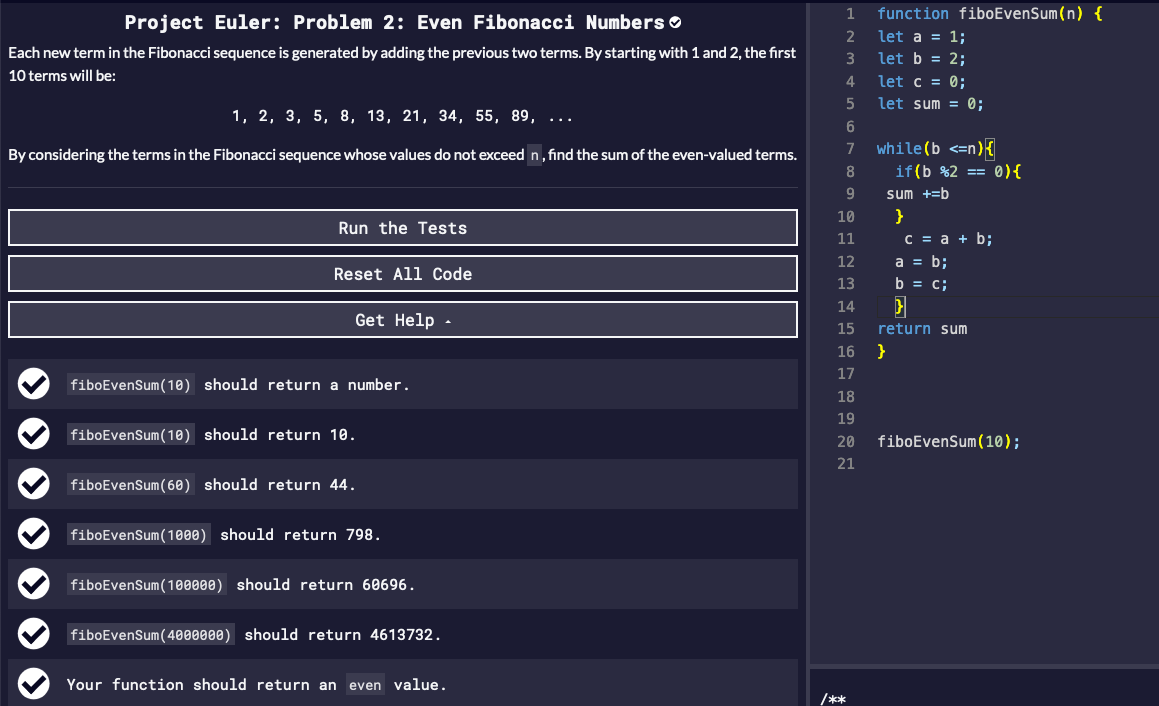 Project Euler: Problem 2: Even Fibonacci Numbers
Each new term in the Fibonacci sequence is generated by adding the previous two terms. By starting with 1 and 2, the first
10 terms will be:
1, 2, 3, 5, 8, 13, 21, 34, 55, 89, ...
By considering the terms in the Fibonacci sequence whose values do not exceed n, find the sum of the even-valued terms.
Run the Tests
Reset All Code
Get Help
fiboEvenSum(10) should return a number.
fiboEvenSum(10) should return 10.
fiboEvenSum(60) should return 44.
fiboEvenSum(1000) should return 798.
fiboEvenSum(100000) should return 60696.
fiboEvenSum(4000000) should return 4613732.
Your function should return an even value.
1 function fiboEvenSum(n) {
2 let a = 1;
3 let b = 2;
4 let c = 0;
5 let sum = 0;
6
7 while(b <=n){
8 if(b %2 == 0){
9 sum +=b
10 }
11 c = a + b;
12 a = b;
13 b = c;
14 }
15 return sum
16 }
17
18
19
20 fiboEvenSum(10);
21
/**